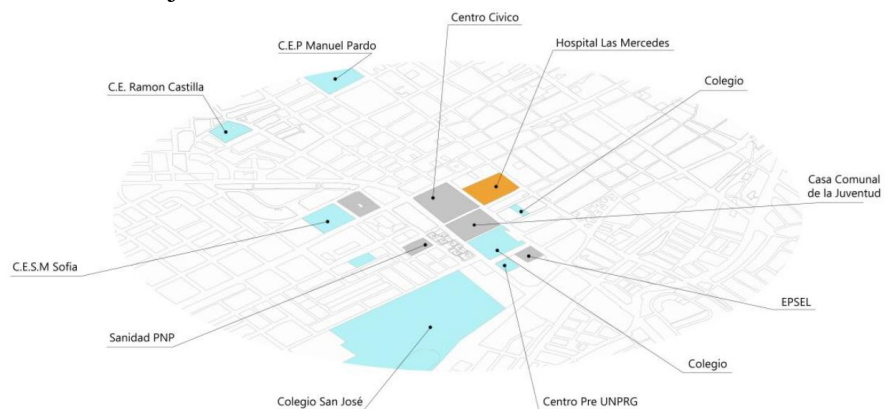 Centro Civico
C.E.P Manuel Pardo
Hospital Las Mercedes
C.E. Ramon Castilla
Colegio
Casa Comunal
de la Juventud
C.E.S.M Sofia
EPSEL
Sanidad PNP
Colegio
Colegio San José
Centro Pre UNPRG